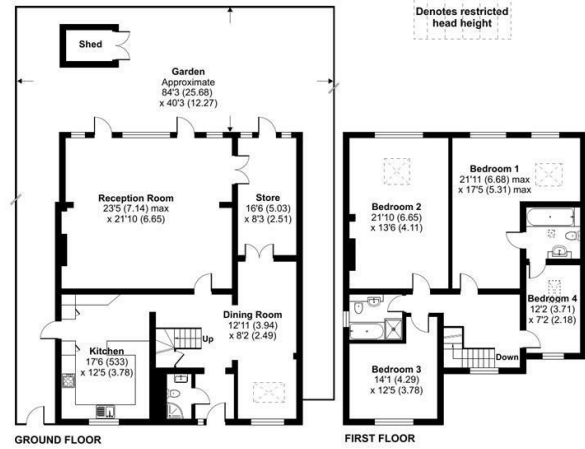 Denotes restricted
head height
Shed
Garden
Approximate
84'3 (25.68)
x 40'3 (12.27)
Reception Room
23'5 (7.14) max
x 21'10 (6.65)
Store
16'6 (5.03)
x 8'3 (2.51)
Dining Room
12'11 (3.94)
x 8'2 (2.49)
Up
Kitchen
17'6 (533)
x 12'5 (3.78)
GROUND FLOOR
Bedroom 1
21'11 (6.68) max
x 17'5 (5.31) max
Bedroom 2
21'10 (6.65)
x 13'6 (4.11)
Bedroom 4
12'2 (3.71)
x 7'2 (2.18)
Down
Bedroom 3
14'1 (4.29)
x 12'5 (3.78)
FIRST FLOOR